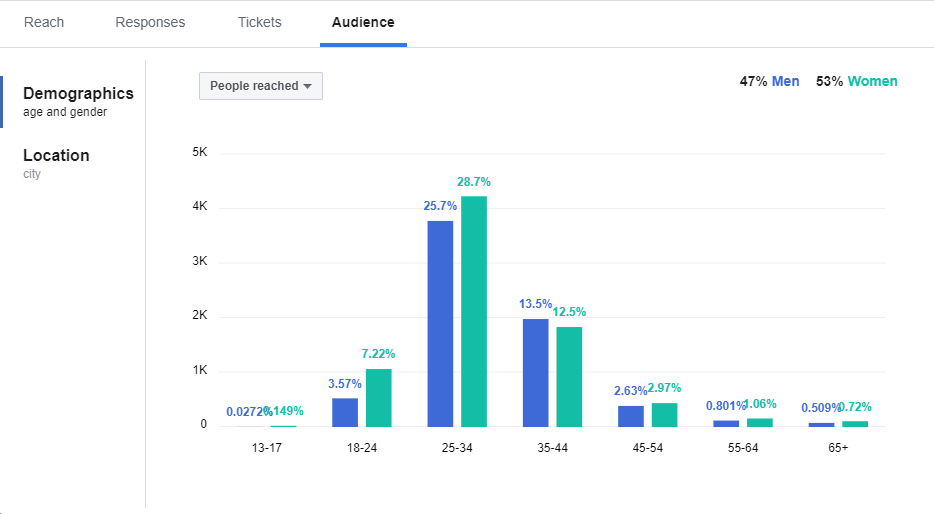 Reach Responses Tickets Audience
Demographics
age and gender
Location
city
People reached
47% Men 53% Women
5K
4K
3K
2K
1K
0
0.0272% 0.149% 3.57% 7.22% 25.7% 28.7% 13.5% 12.5% 2.63% 2.97% 0.801% 1.06% 0.509% 0.72%
13-17 18-24 25-34 35-44 45-54 55-64 65+